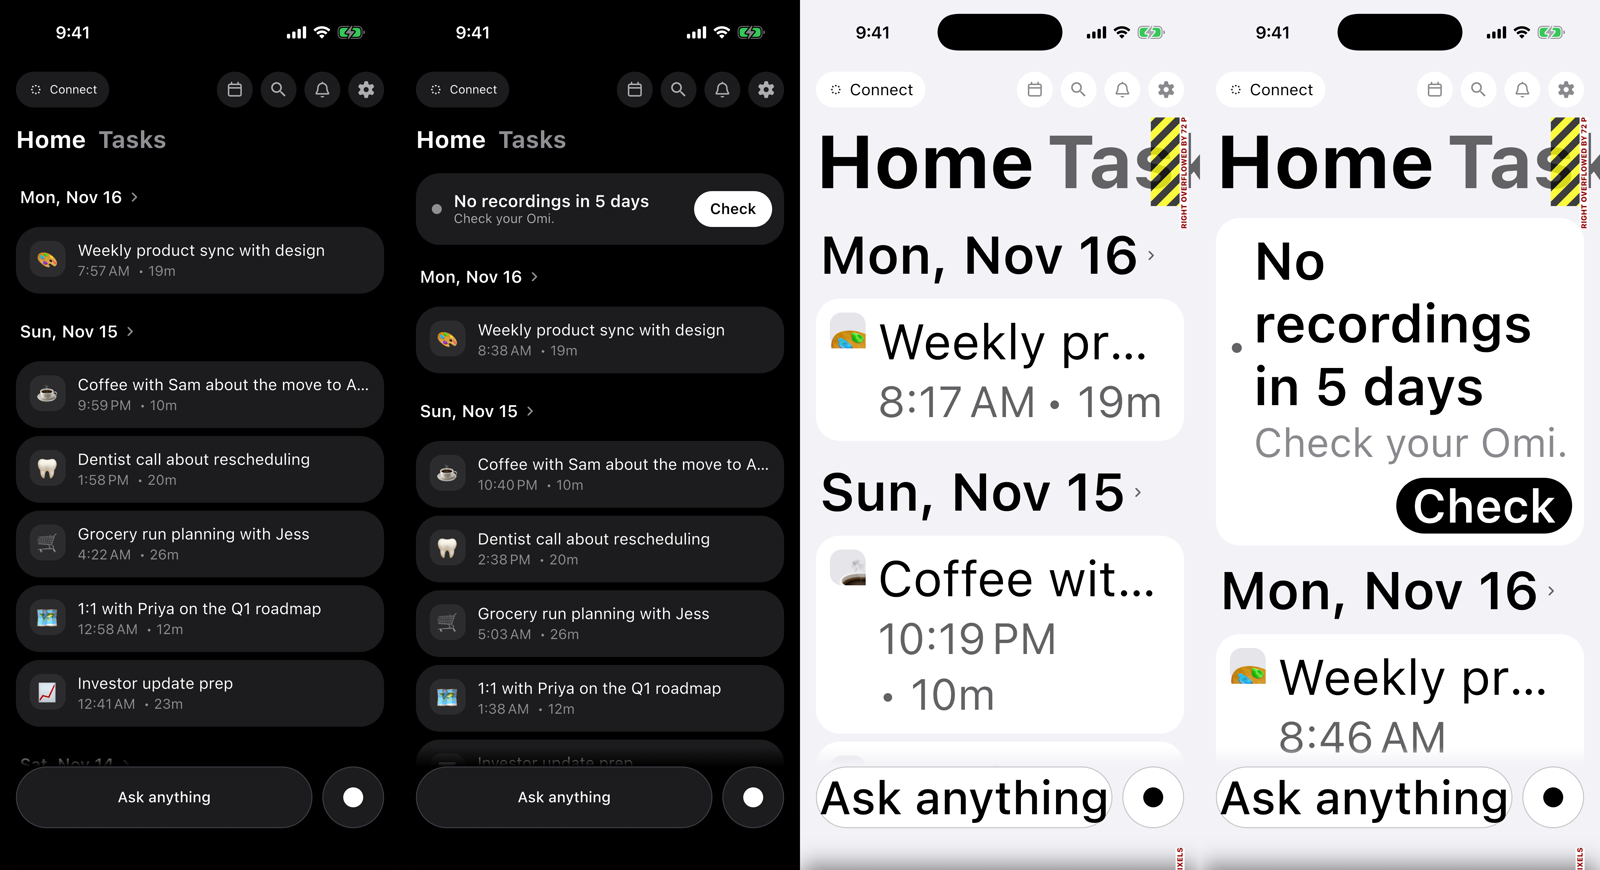 9:41
Connect
Home Tasks
Mon, Nov 16
Weekly product sync with design
7:57 AM • 19m
Sun, Nov 15
Coffee with Sam about the move to A...
9:59 PM • 10m
Dentist call about rescheduling
1:58 PM • 20m
Grocery run planning with Jess
4:22 AM • 26m
1:1 with Priya on the Q1 roadmap
12:58 AM • 12m
Investor update prep
12:41 AM • 23m
Sat, Nov 14
Ask anything
9:41
Connect
Home Tasks
No recordings in 5 days
Check your Omi.
Check
Mon, Nov 16
Weekly product sync with design
8:38 AM • 19m
Sun, Nov 15
Coffee with Sam about the move to A...
10:40 PM • 10m
Dentist call about rescheduling
2:38 PM • 20m
Grocery run planning with Jess
5:03 AM • 26m
1:1 with Priya on the Q1 roadmap
1:38 AM • 12m
Investor update prep
Ask anything
9:41
Connect
Home Task
RIGHT OVERFLOWED BY 72 P
Mon, Nov 16
Weekly pr...
8:17 AM • 19m
Sun, Nov 15
Coffee wit...
10:19 PM
• 10m
Ask anything
IXELS
9:41
Connect
Home Task
RIGHT OVERFLOWED BY 72 P
No
recordings
in 5 days
Check your Omi.
Check
Mon, Nov 16
Weekly pr...
8:46 AM
Ask anything
IXELS